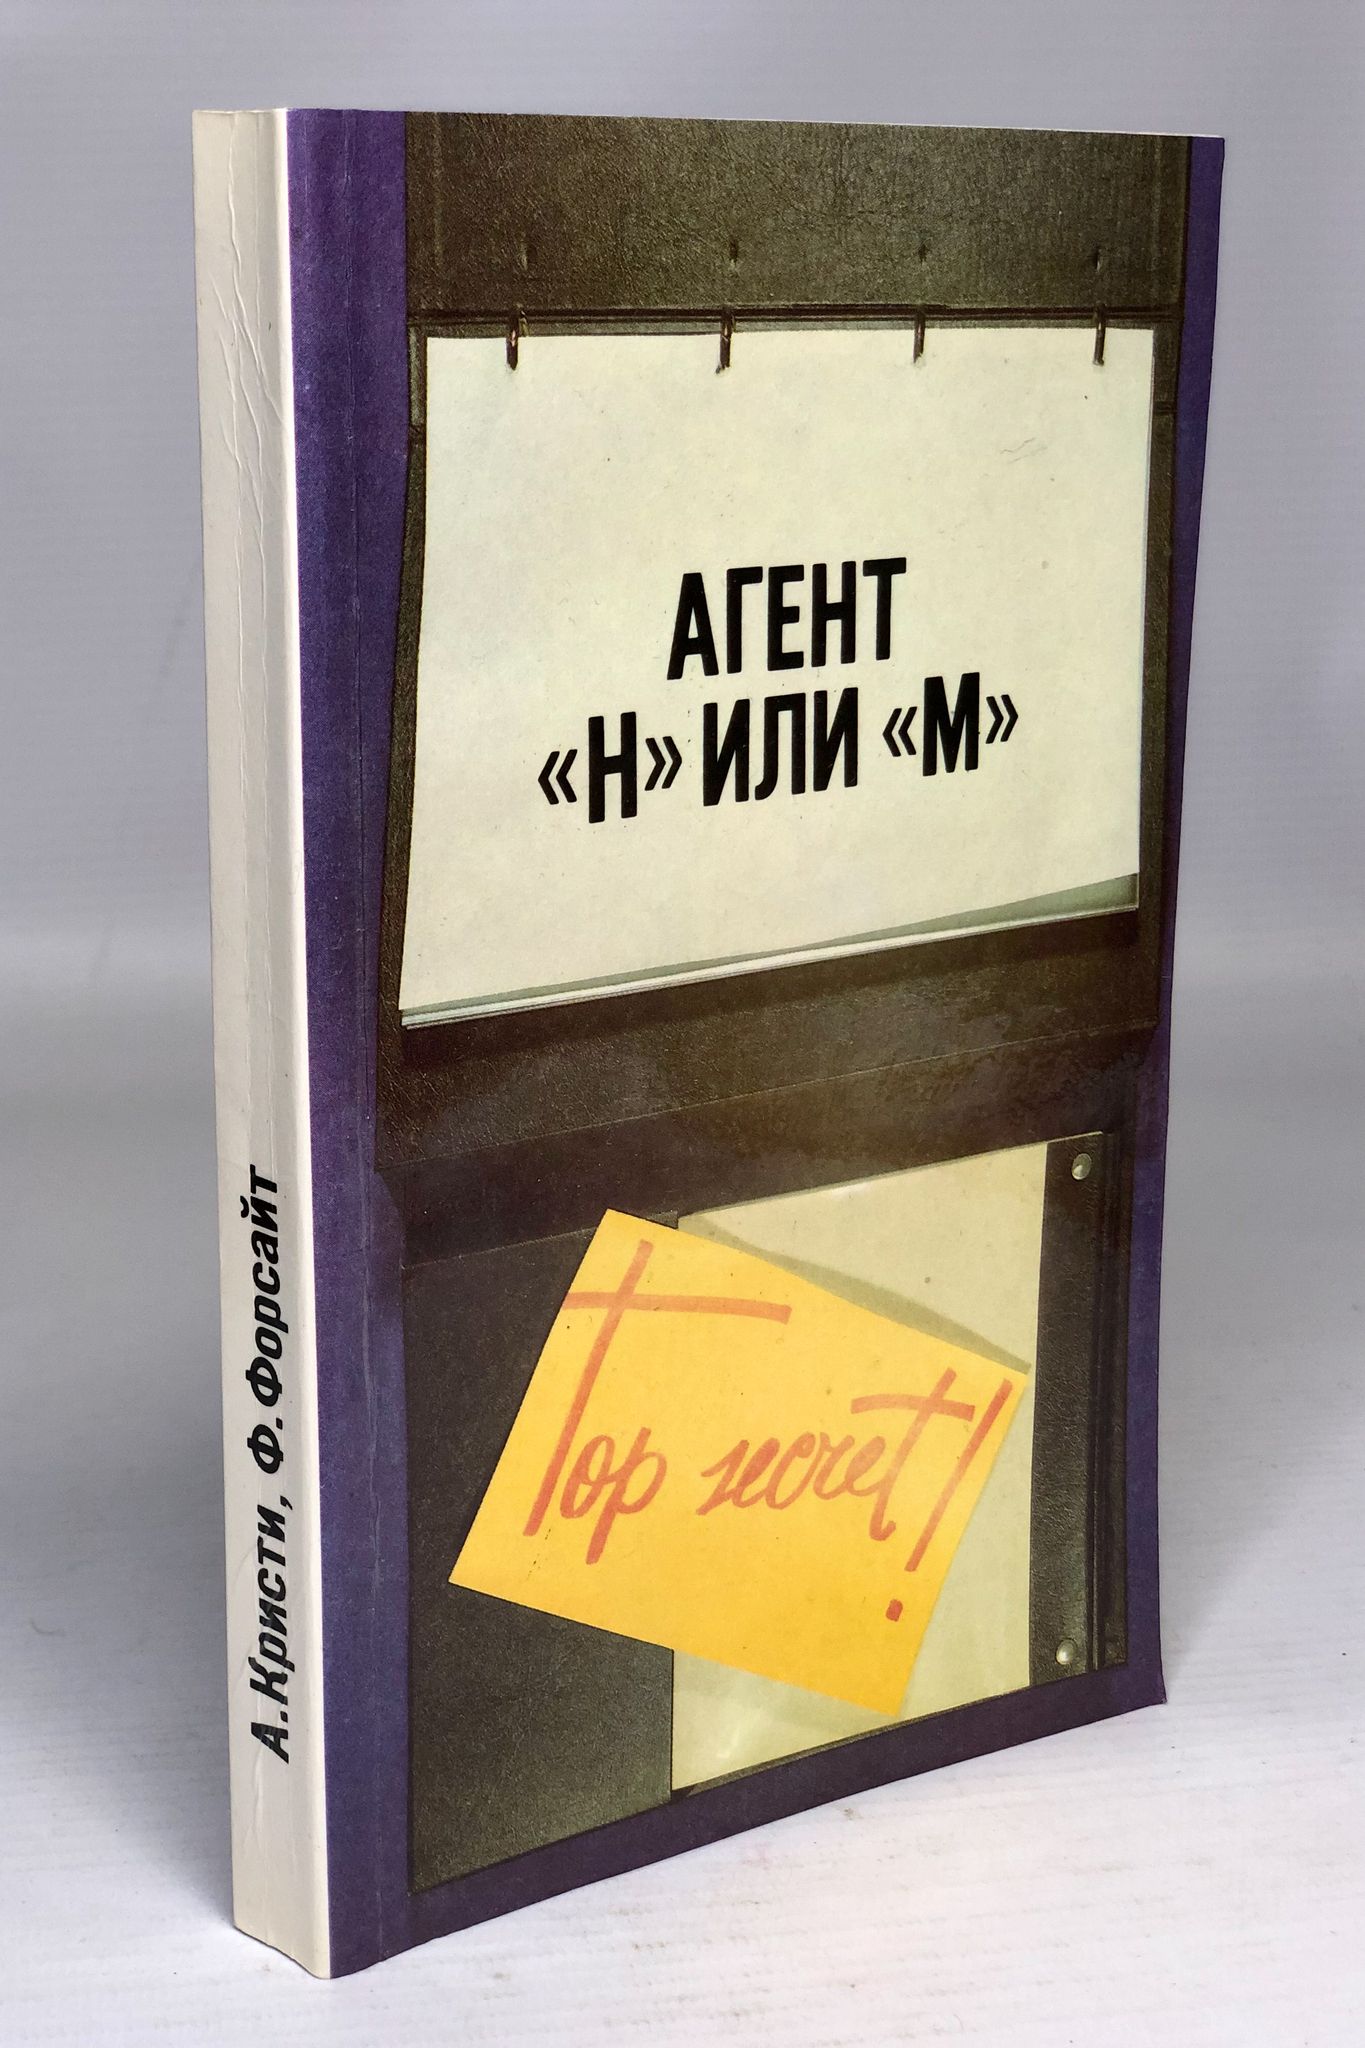 А. Кристи, Ф. Форсайт
АГЕНТ
«Н» ИЛИ «М»
Top secret!